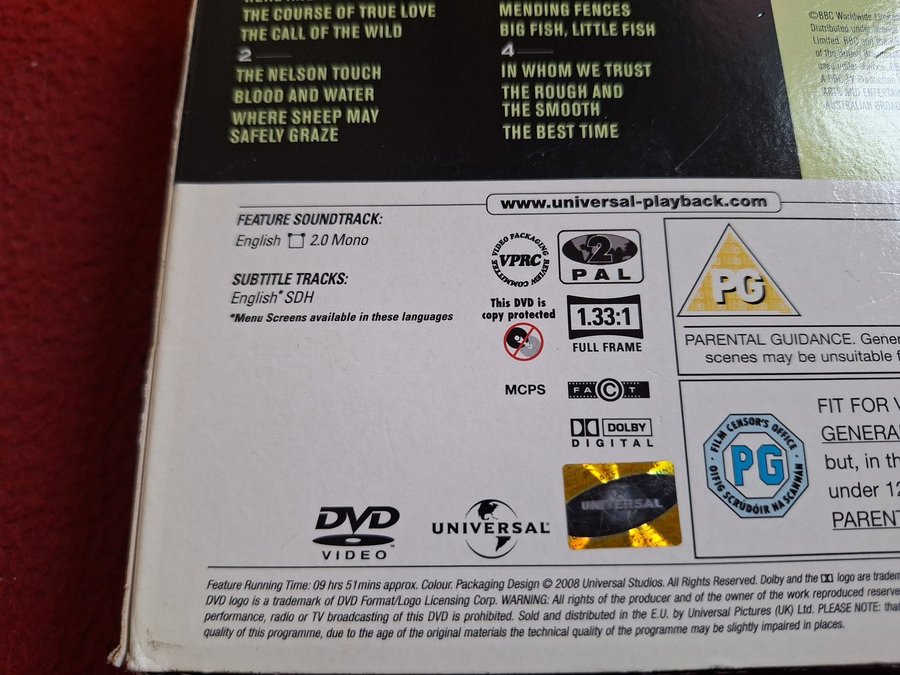 THE COURSE OF TRUE LOVE
THE CALL OF THE WILD
2
THE NELSON TOUCH
BLOOD AND WATER
WHERE SHEEP MAY
SAFELY GRAZE
MENDING FENCES
BIG FISH, LITTLE FISH
4
IN WHOM WE TRUST
THE ROUGH AND
THE SMOOTH
THE BEST TIME
©BBC Worldwide
Distributed under
Limited. BBC
www.universal-playback.com
FEATURE SOUNDTRACK:
English 2.0 Mono
SUBTITLE TRACKS:
English* SDH
*Menu Screens available in these languages
VIDEO PACKAGING REVIEW COMMITTEE
VPRC
2
PAL
This DVD is
copy protected
1.33:1
FULL FRAME
MCPS
FACT
DOLBY
DIGITAL
DVD
VIDEO
UNIVERSAL
UNIVERSAL
PG
PARENTAL GUIDANCE.
scenes may be unsuitable
FILM CENSOR'S OFFICE
PG
OIFIG SCRÚDÓIR NA SCANNÁN
FIT FOR
but, in
under 12
Feature Running Time: 09 hrs 51mins approx. Colour. Packaging Design © 2008 Universal Studios. All Rights Reserved. Dolby and the logo are
DVD logo is a trademark of DVD Format/Logo Licensing Corp. WARNING: All rights of the producer and of the owner of the work reproduced
performance, radio or TV broadcasting of this DVD is prohibited. Sold and distributed in the E.U. by Universal Pictures (UK) Ltd. PLEASE NOTE:
quality of this programme, due to the age of the original materials the technical quality of the programme may be slightly impaired in places.